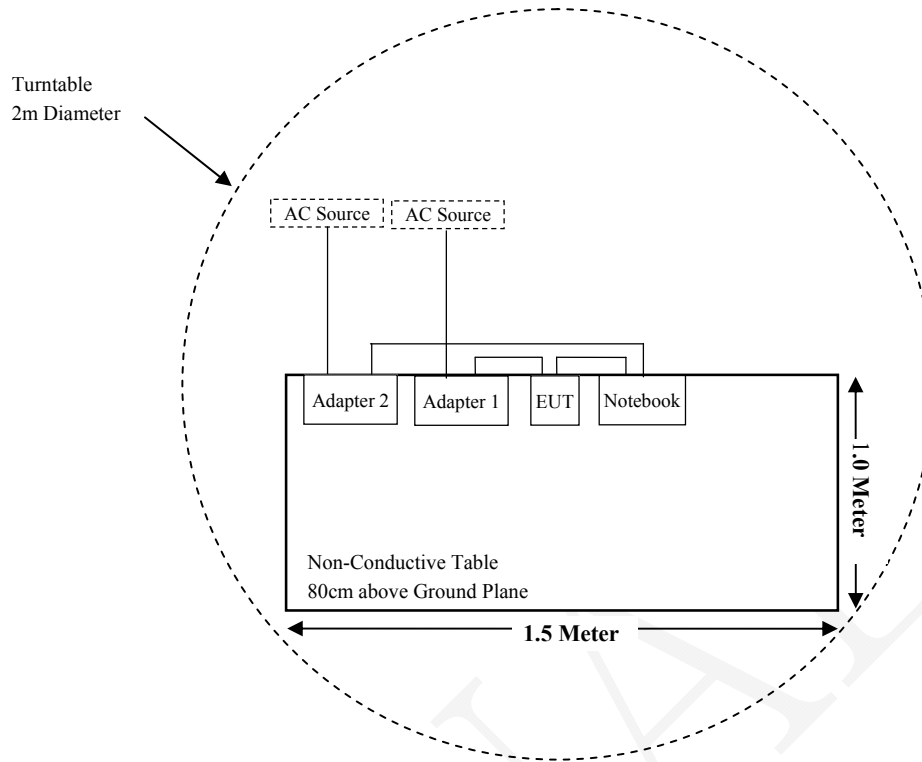 Turntable
2m Diameter
AC Source
AC Source
Adapter 2
Adapter 1
EUT
Notebook
1.0 Meter
Non-Conductive Table
80cm above Ground Plane
1.5 Meter